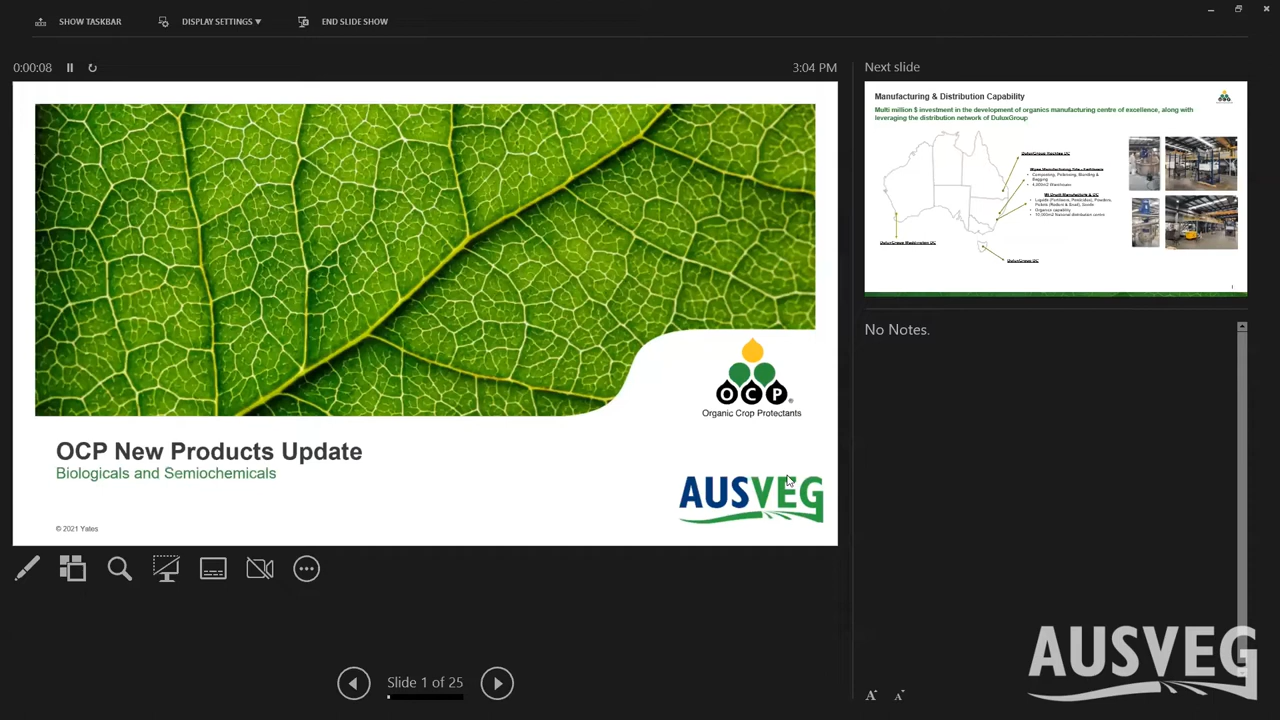 SHOW TASKBAR
DISPLAY SETTINGS
END SLIDE SHOW
0:00:08
3:04 PM
Next slide
OCP
Organic Crop Protectants
OCP New Products Update
Biologicals and Semiochemicals
AUSVEG
© 2021 Yates
Manufacturing & Distribution Capability
Multi million $ investment in the development of organics manufacturing centre of excellence, along with
leveraging the distribution network of DuluxGroup
No Notes.
Slide 1 of 25
A A
AUSVEG